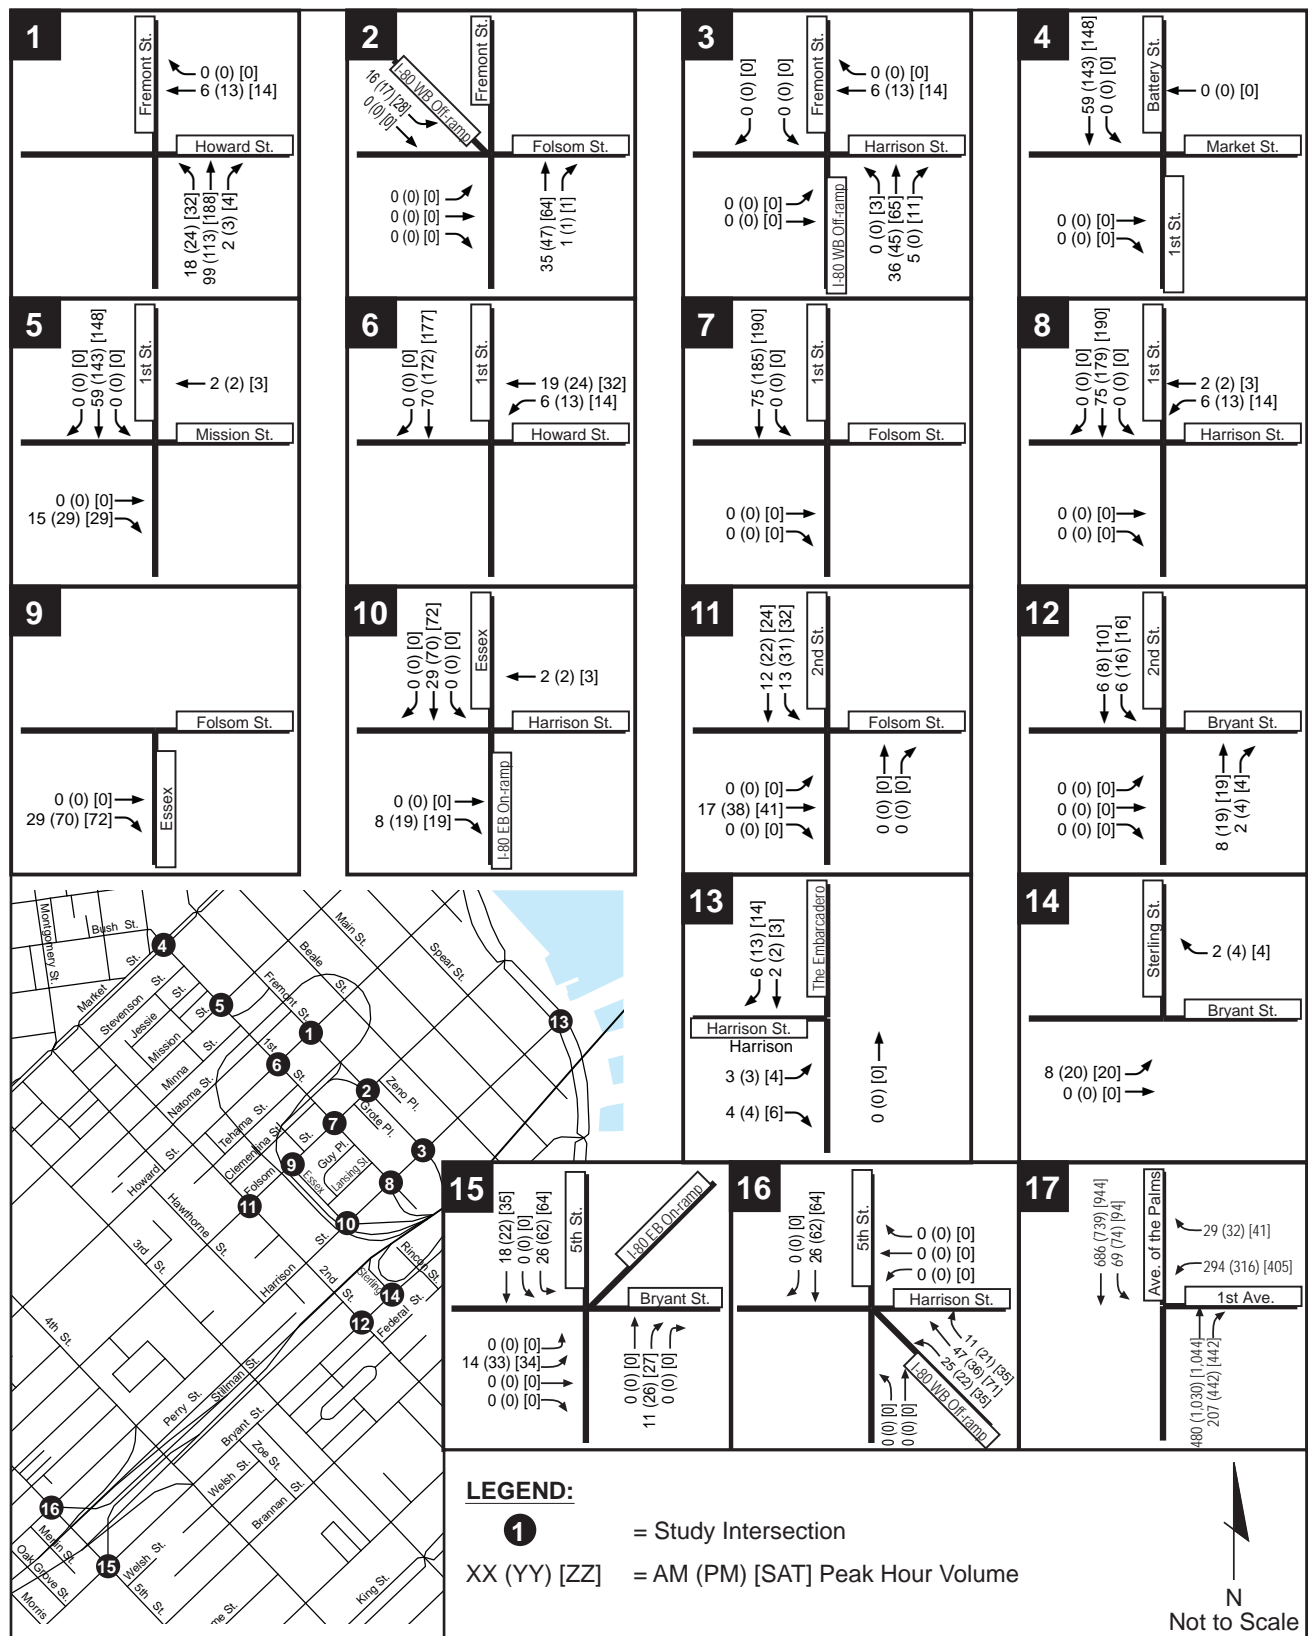 1
Fremont St.
0 (0) [0]
6 (13) [14]
Howard St.
18 (24) [32]
99 (113) [188]
2 (3) [4]
2
I-80 WB Off-ramp
Fremont St.
16 (17) [28]
0 (0) [0]
Folsom St.
0 (0) [0]
0 (0) [0]
0 (0) [0]
35 (47) [64]
1 (1) [1]
3
0 (0) [0]
0 (0) [0]
Fremont St.
0 (0) [0]
6 (13) [14]
Harrison St.
0 (0) [0]
0 (0) [0]
I-80 WB Off-ramp
0 (0) [3]
36 (45) [65]
5 (0) [11]
4
59 (143) [148]
0 (0) [0]
Battery St.
0 (0) [0]
Market St.
0 (0) [0]
0 (0) [0]
1st St.
5
0 (0) [0]
59 (143) [148]
0 (0) [0]
1st St.
2 (2) [3]
Mission St.
0 (0) [0]
15 (29) [29]
6
0 (0) [0]
70 (172) [177]
1st St.
19 (24) [32]
6 (13) [14]
Howard St.
7
75 (185) [190]
0 (0) [0]
1st St.
Folsom St.
0 (0) [0]
0 (0) [0]
8
0 (0) [0]
75 (179) [190]
0 (0) [0]
1st St.
2 (2) [3]
6 (13) [14]
Harrison St.
0 (0) [0]
0 (0) [0]
9
Folsom St.
0 (0) [0]
29 (70) [72]
Essex
10
0 (0) [0]
29 (70) [72]
0 (0) [0]
Essex
2 (2) [3]
Harrison St.
0 (0) [0]
8 (19) [19]
I-80 EB On-ramp
11
12 (22) [24]
13 (31) [32]
2nd St.
Folsom St.
0 (0) [0]
17 (38) [41]
0 (0) [0]
0 (0) [0]
0 (0) [0]
12
6 (8) [10]
6 (16) [16]
2nd St.
Bryant St.
0 (0) [0]
0 (0) [0]
0 (0) [0]
8 (19) [19]
2 (4) [4]
13
6 (13) [14]
2 (2) [3]
The Embarcadero
Harrison St.
Harrison
3 (3) [4]
4 (4) [6]
0 (0) [0]
14
Sterling St.
2 (4) [4]
Bryant St.
8 (20) [20]
0 (0) [0]
15
18 (22) [35]
0 (0) [0]
26 (62) [64]
5th St.
I-80 EB On-ramp
Bryant St.
0 (0) [0]
14 (33) [34]
0 (0) [0]
0 (0) [0]
0 (0) [0]
11 (26) [27]
0 (0) [0]
16
0 (0) [0]
26 (62) [64]
5th St.
0 (0) [0]
0 (0) [0]
0 (0) [0]
Harrison St.
11 (21) [35]
47 (36) [71]
25 (22) [35]
I-80 WB Off-ramp
0 (0) [0]
0 (0) [0]
17
686 (739) [944]
69 (74) [94]
Ave. of the Palms
29 (32) [41]
294 (316) [405]
1st Ave.
480 (1,030) [1,044]
207 (442) [442]
Montgomery St.
Bush St.
4
Market St.
Stevenson St.
Jessie St.
Mission St.
5
Minna St.
Natoma St.
Fremont St.
Beale St.
Main St.
Spear St.
13
1
1st St.
6
2
Zeno Pl.
Grote Pl.
Tehama St.
Clementina St.
7
3
Howard St.
Folsom St.
9
Guy Pl.
Essex
Lansing St.
8
Hawthorne St.
11
10
3rd St.
Harrison St.
2nd St.
Rincon St.
Sterling
14
Federal St.
12
4th St.
Perry St.
Stillman St.
Bryant St.
Zoe St.
Welsh St.
Brannan St.
16
Merlin St.
Oak Grove St.
Morris
15
Welsh St.
5th St.
me St.
King St.
LEGEND:
1 = Study Intersection
XX (YY) [ZZ] = AM (PM) [SAT] Peak Hour Volume
N
Not to Scale